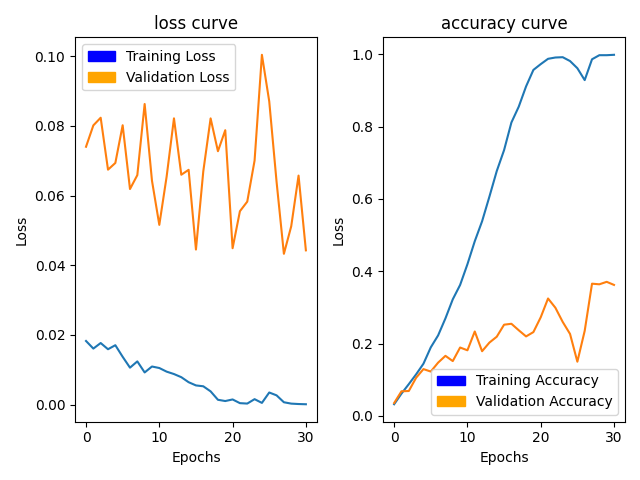 loss curve
Training Loss
Validation Loss
0.10
0.08
0.06
0.04
0.02
0.00
Loss
0 10 20 30
Epochs
accuracy curve
1.0
0.8
0.6
0.4
0.2
0.0
Loss
Training Accuracy
Validation Accuracy
0 10 20 30
Epochs